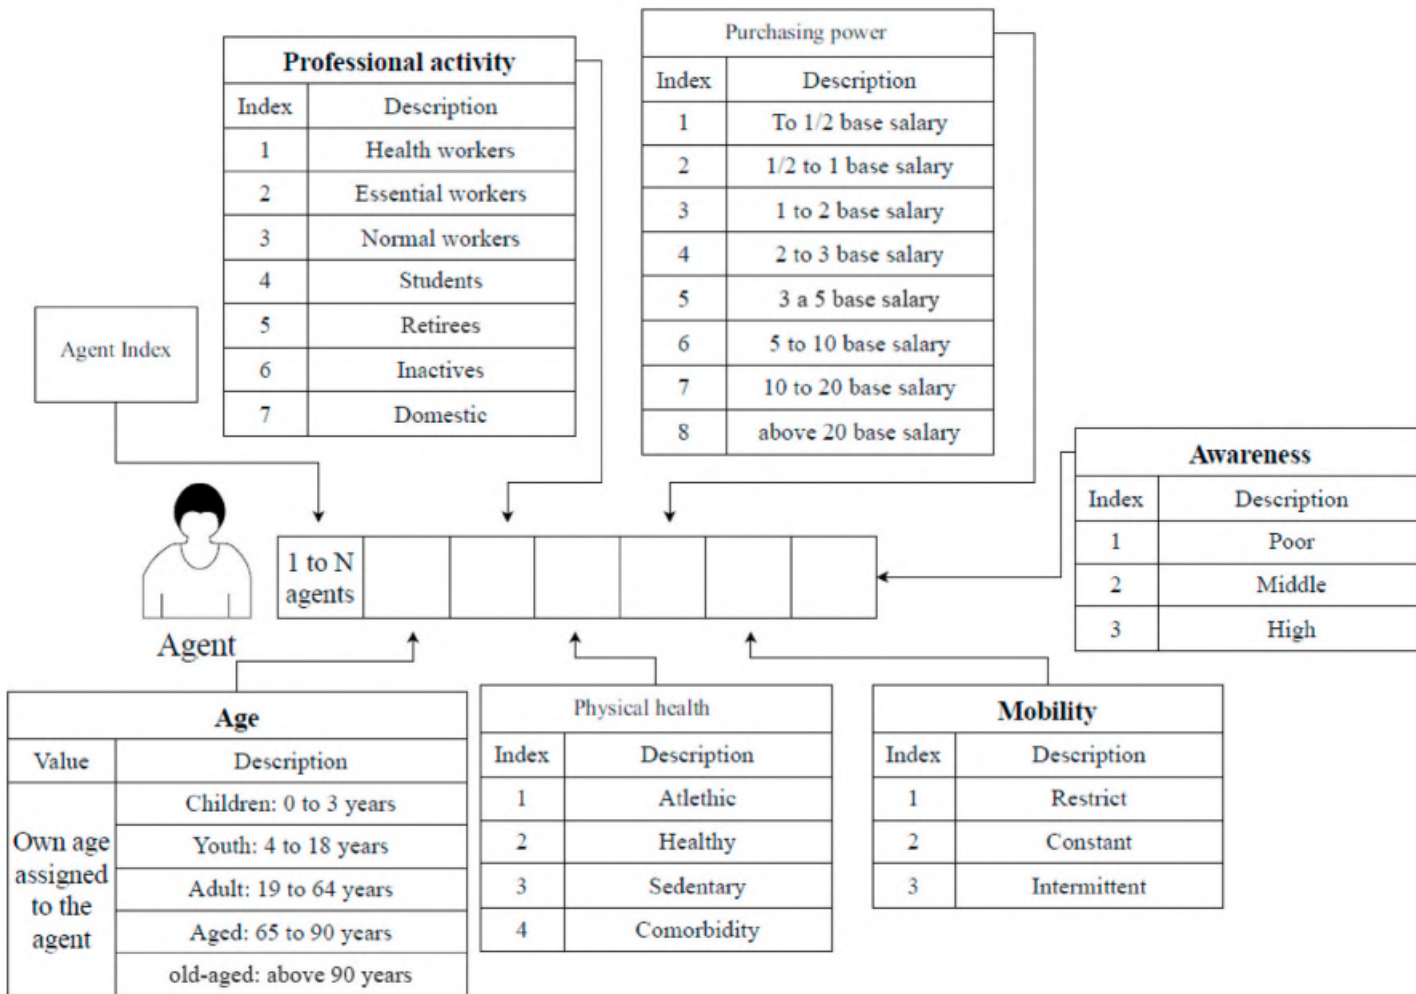 Professional activity
Index Description
1 Health workers
2 Essential workers
3 Normal workers
4 Students
5 Retirees
6 Inactives
7 Domestic
Purchasing power
Index Description
1 To 1/2 base salary
2 1/2 to 1 base salary
3 1 to 2 base salary
4 2 to 3 base salary
5 3 a 5 base salary
6 5 to 10 base salary
7 10 to 20 base salary
8 above 20 base salary
Agent Index
Awareness
Index Description
1 Poor
2 Middle
3 High
1 to N
agents
Agent
Age
Value Description
Own age
assigned
to the
agent
Children: 0 to 3 years
Youth: 4 to 18 years
Adult: 19 to 64 years
Aged: 65 to 90 years
old-aged: above 90 years
Physical health
Index Description
1 Atlethic
2 Healthy
3 Sedentary
4 Comorbidity
Mobility
Index Description
1 Restrict
2 Constant
3 Intermittent